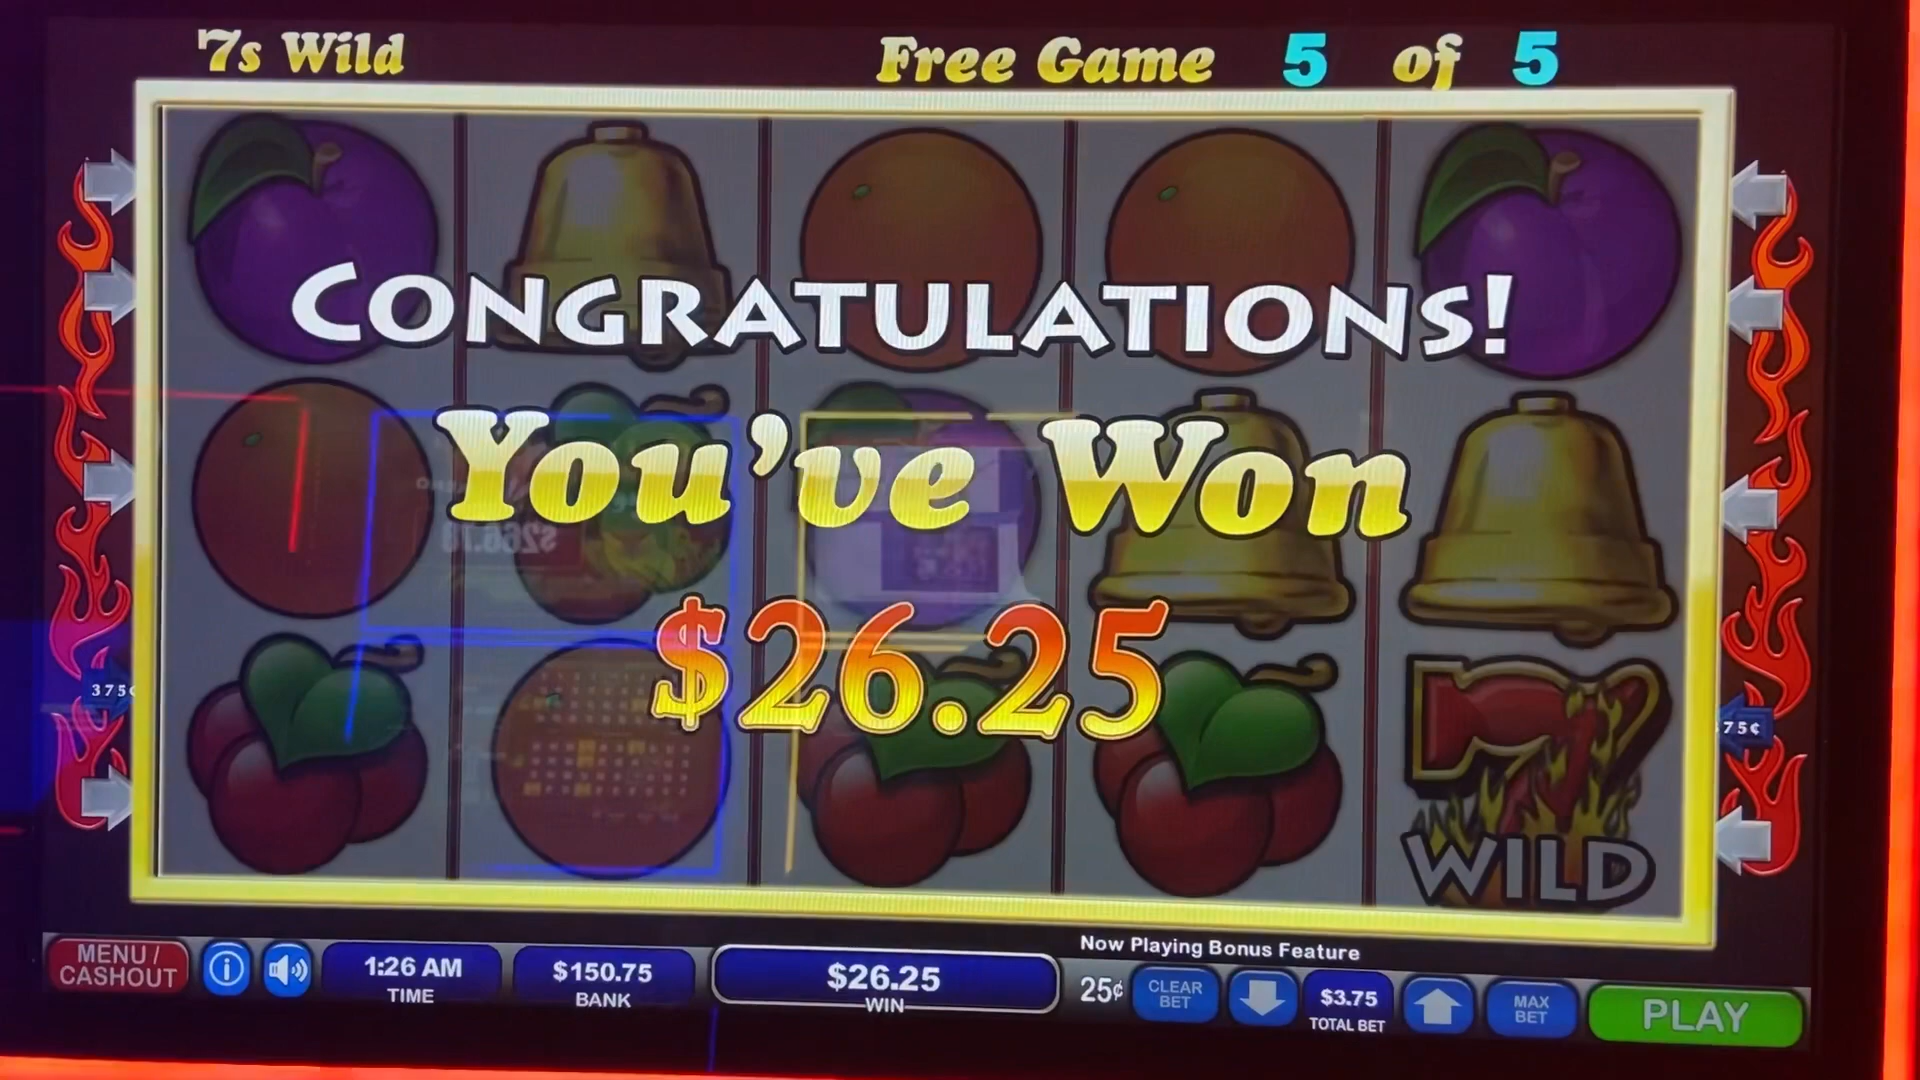 7s Wild
Free Game 5 of 5
CONGRATULATIONS!
You've Won
$26.25
375¢
75¢
WILD
MENU/
CASHOUT
1:26 AM
TIME
$150.75
BANK
$26.25
WIN
Now Playing Bonus Feature
25¢
CLEAR
BET
$3.75
TOTAL BET
MAX
BET
PLAY